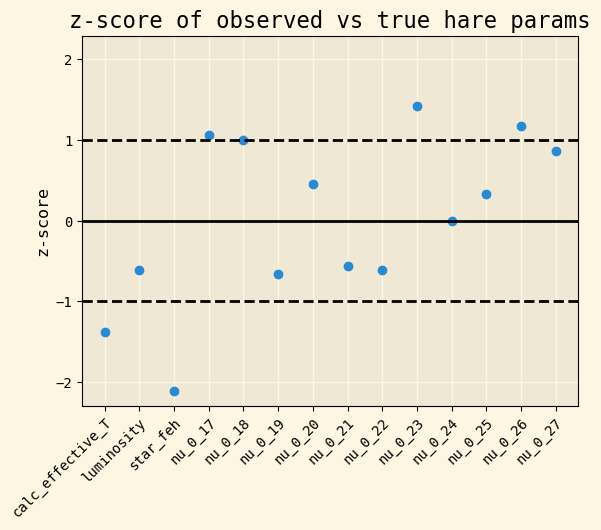 z-score of observed vs true hare params
z-score
2
1
0
−1
−2
calc_effective_T
luminosity
star_feh
nu_0_17
nu_0_18
nu_0_19
nu_0_20
nu_0_21
nu_0_22
nu_0_23
nu_0_24
nu_0_25
nu_0_26
nu_0_27